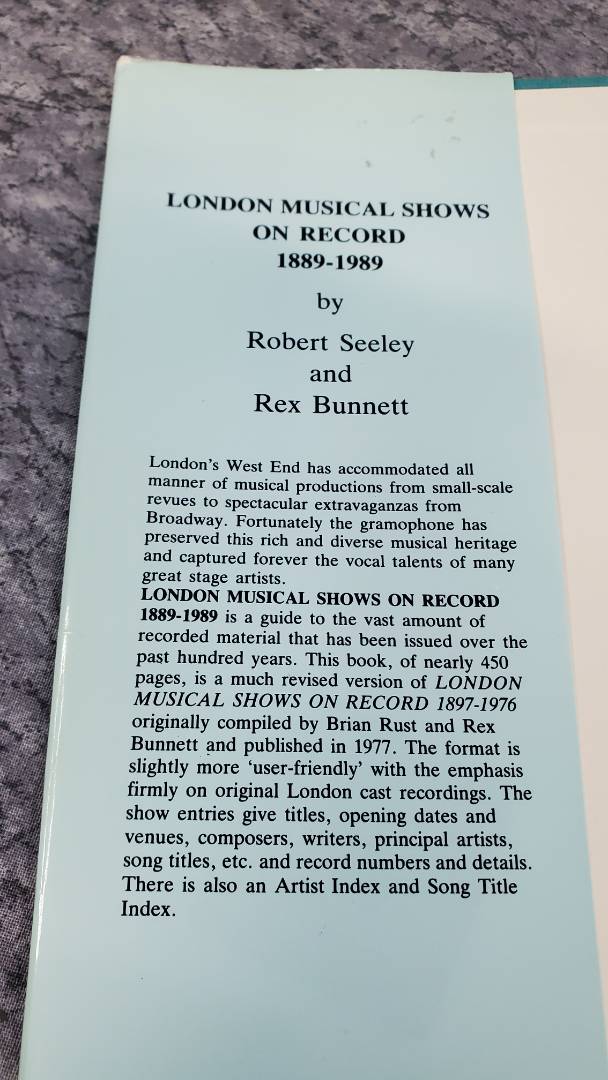 LONDON MUSICAL SHOWS
ON RECORD
1889-1989
by
Robert Seeley
and
Rex Bunnett
London's West End has accommodated all
manner of musical productions from small-scale
revues to spectacular extravaganzas from
Broadway. Fortunately the gramophone has
preserved this rich and diverse musical heritage
and captured forever the vocal talents of many
great stage artists.
LONDON MUSICAL SHOWS ON RECORD
1889-1989 is a guide to the vast amount of
recorded material that has been issued over the
past hundred years. This book, of nearly 450
pages, is a much revised version of LONDON
MUSICAL SHOWS ON RECORD 1897-1976
originally compiled by Brian Rust and Rex
Bunnett and published in 1977. The format is
slightly more 'user-friendly' with the emphasis
firmly on original London cast recordings. The
show entries give titles, opening dates and
venues, composers, writers, principal artists,
song titles, etc. and record numbers and details.
There is also an Artist Index and Song Title
Index.